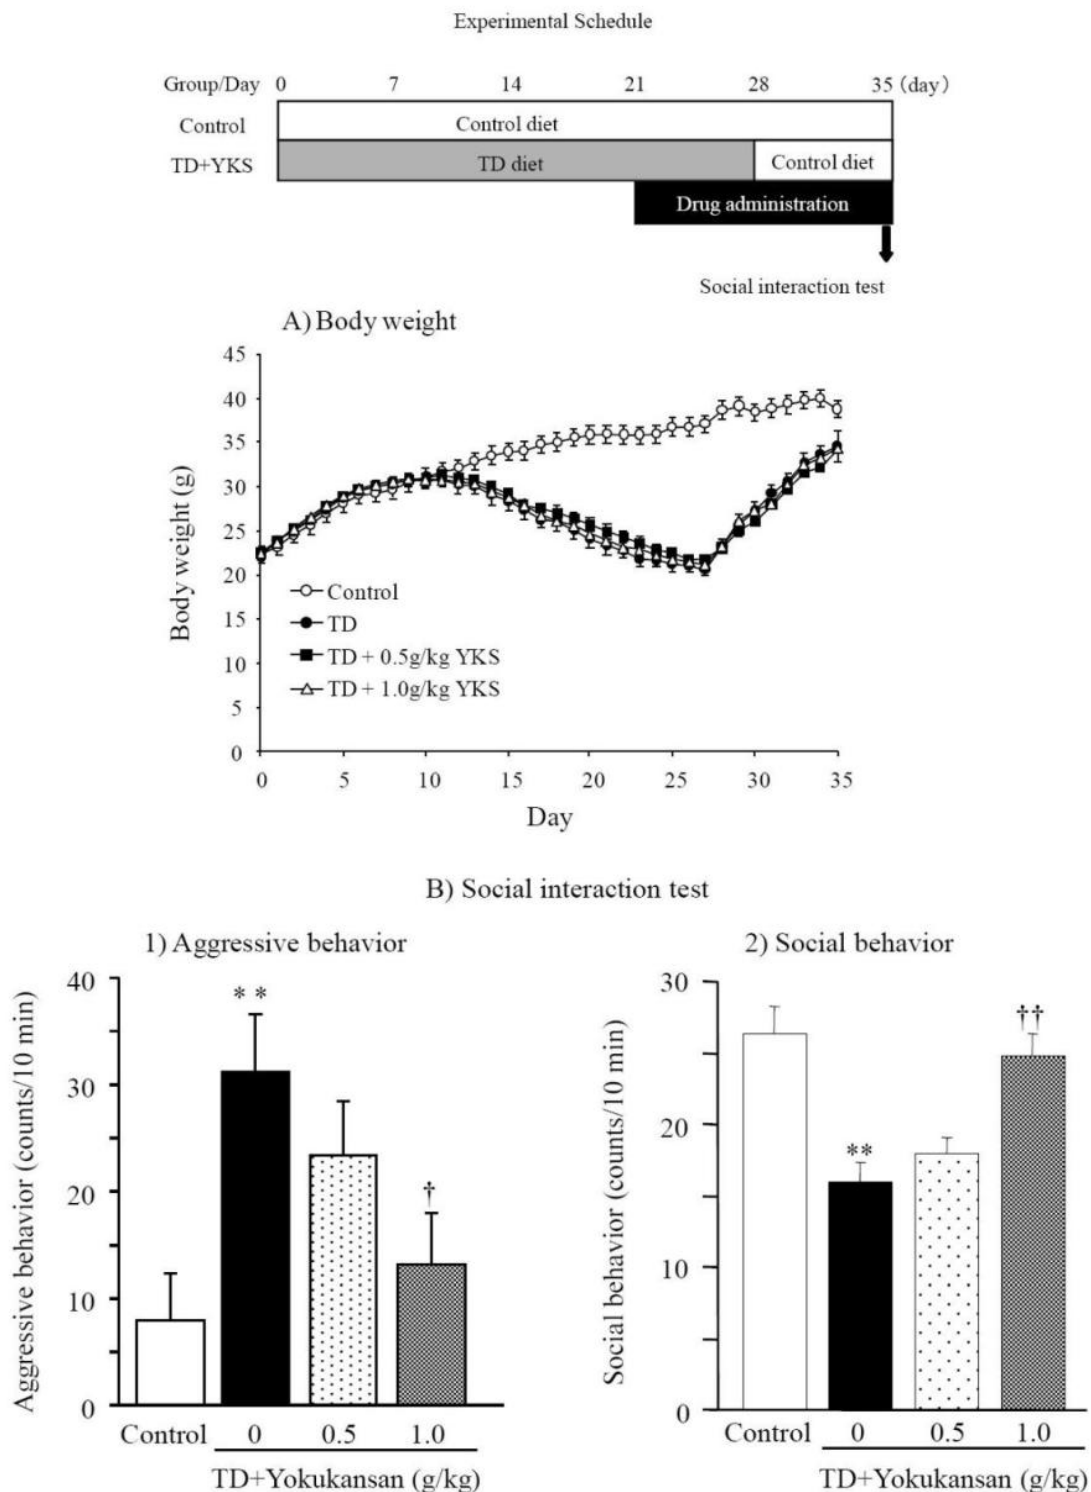 Experimental Schedule
Group/Day 0 7 14 21 28 35 (day)
Control Control diet
TD+YKS TD diet Control diet
Drug administration
Social interaction test
A) Body weight
45
40
35
30
25
20
15
10
5
0
Body weight (g)
Control
TD
TD + 0.5g/kg YKS
TD + 1.0g/kg YKS
0 5 10 15 20 25 30 35
Day
B) Social interaction test
1) Aggressive behavior
40
30
20
10
0
Aggressive behavior (counts/10 min)
**
†
Control 0 0.5 1.0
TD+Yokukansan (g/kg)
2) Social behavior
30
20
10
0
Social behavior (counts/10 min)
**
††
Control 0 0.5 1.0
TD+Yokukansan (g/kg)